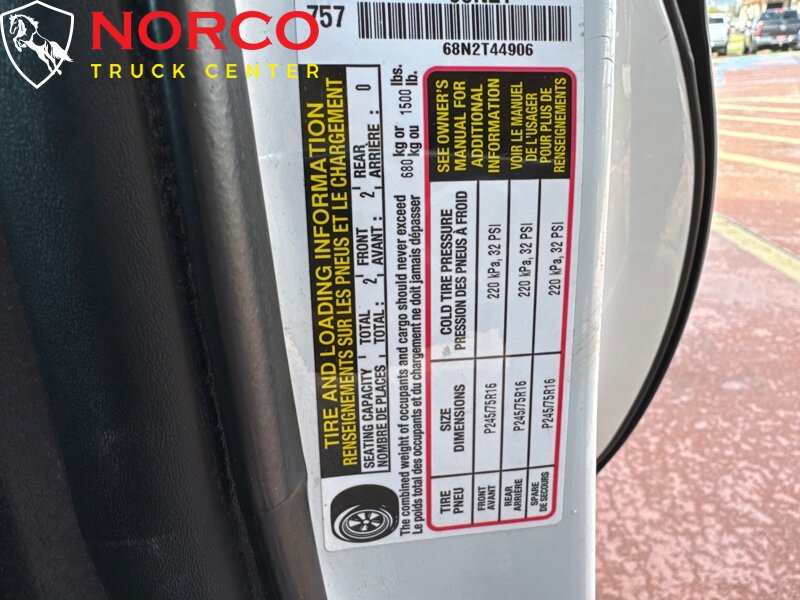 NORCO
TRUCK CENTER
757
68N2T44906
TIRE AND LOADING INFORMATION
RENSEIGNEMENTS SUR LES PNEUS ET LE CHARGEMENT
SEATING CAPACITY TOTAL 2 FRONT 2 REAR 0
NOMBRE DE PLACES TOTAL : AVANT : ARRIÈRE :
The combined weight of occupants and cargo should never exceed 680 kg or 1500 lbs.
Le poids total des occupants et du chargement ne doit jamais dépasser kg ou lb.
TIRE SIZE COLD TIRE PRESSURE
PNEU DIMENSIONS PRESSION DES PNEUS À FROID
FRONT P245/75R16 220 kPa, 32 PSI
AVANT
REAR P245/75R16 220 kPa, 32 PSI
ARRIÈRE
SPARE P245/75R16 220 kPa, 32 PSI
DE SECOURS
SEE OWNER'S
MANUAL FOR
ADDITIONAL
INFORMATION
VOIR LE MANUEL
DE L'USAGER
POUR PLUS DE
RENSEIGNEMENTS